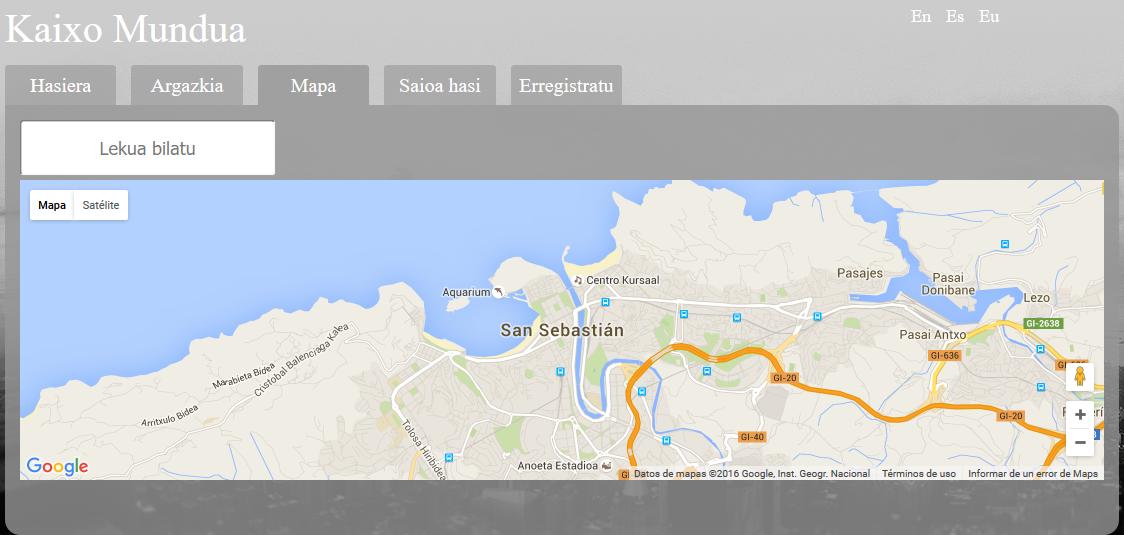 Kaixo Mundua
En Es Eu
Hasiera Argazkia Mapa Saioa hasi Erregistratu
Lekua bilatu
Mapa Satélite
Pasajes
Pasai
Donibane
Centro Kursaal
Aquarium
Lezo
GI-2638
San Sebastián
Pasai Antxo
GI-636
Marabieta Bidea
Cristobal Balenciaga Kalea
GI-20
Arritxulo Bidea
GI-20
Tolosa Hiribidea
GI-40
Anoeta Estadioa
Google
Datos de mapas ©2016 Google, Inst. Geogr. Nacional Términos de uso Informar de un error de Maps